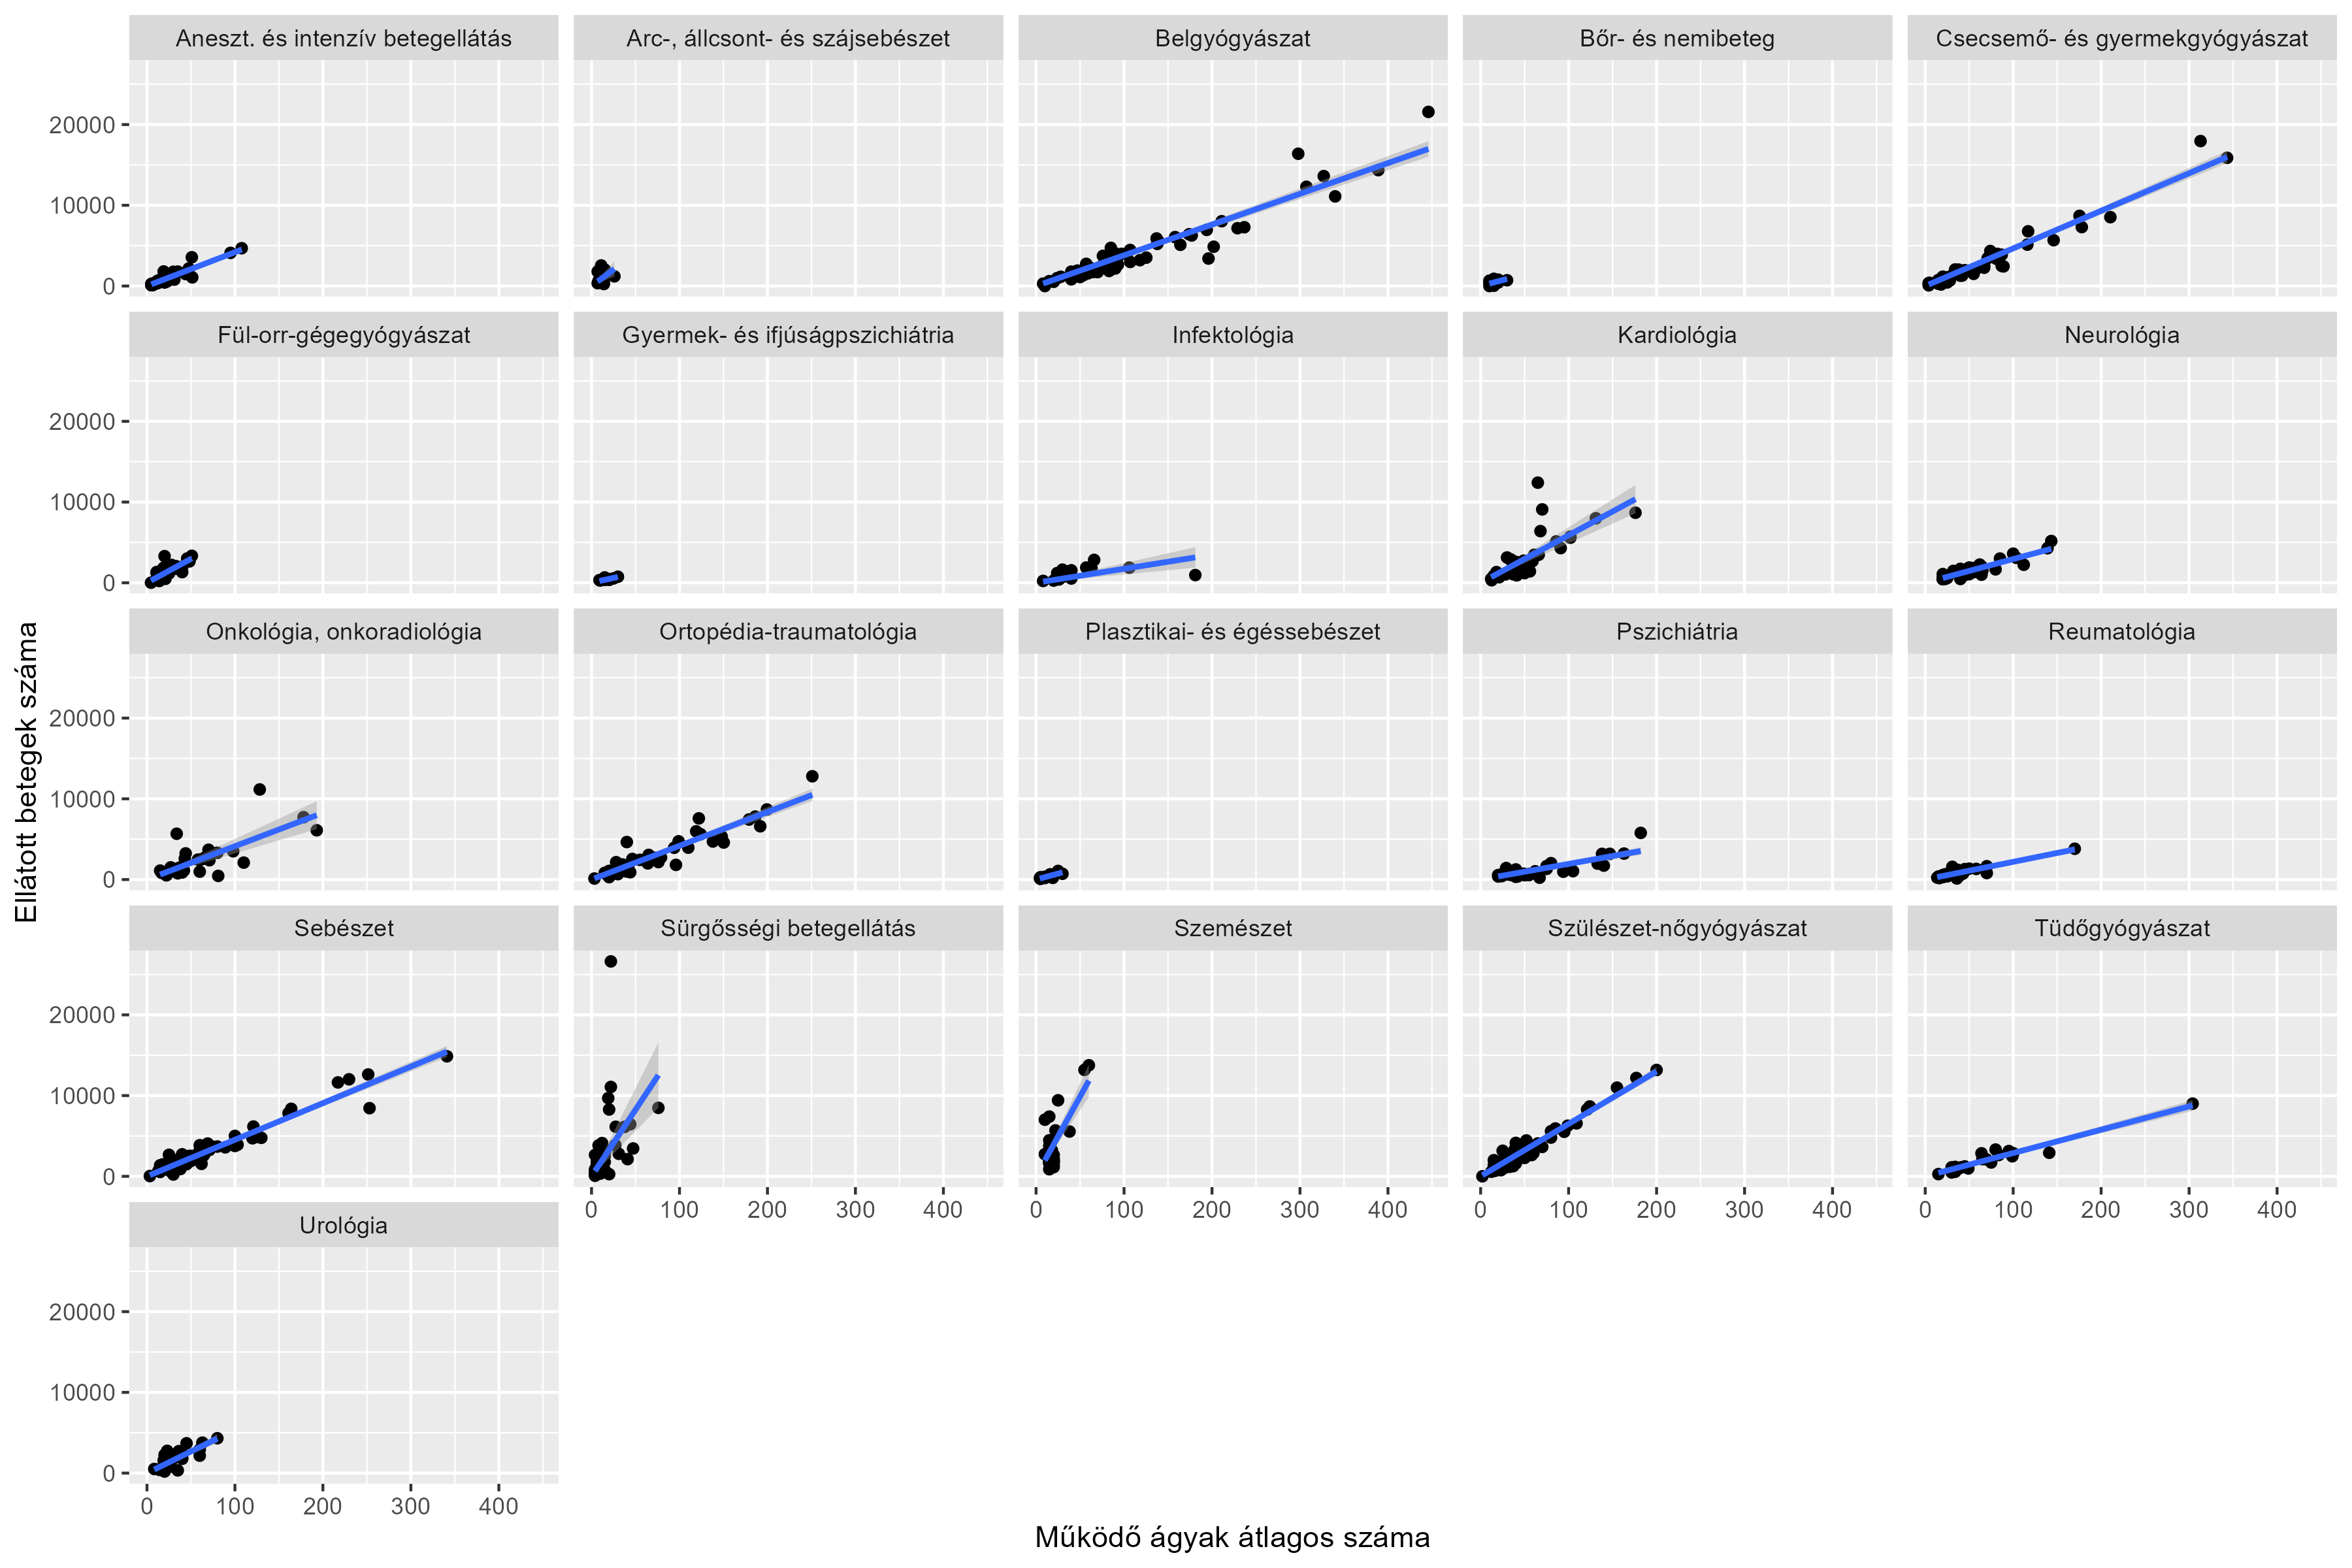 Aneszt. és intenzív betegellátás
Arc-, állcsont- és szájsebészet
Belgyógyászat
Bőr- és nemibeteg
Csecsemő- és gyermekgyógyászat
20000
10000
0
Fül-orr-gégegyógyászat
Gyermek- és ifjúságpszichiátria
Infektológia
Kardiológia
Neurológia
20000
10000
0
Onkológia, onkoradiológia
Ortopédia-traumatológia
Plasztikai- és égéssebészet
Pszichiátria
Reumatológia
20000
10000
0
Ellátott betegek száma
Sebészet
Sürgősségi betegellátás
Szemészet
Szülészet-nőgyógyászat
Tüdőgyógyászat
20000
10000
0
0 100 200 300 400
0 100 200 300 400
0 100 200 300 400
0 100 200 300 400
Urológia
20000
10000
0
0 100 200 300 400
Működő ágyak átlagos száma